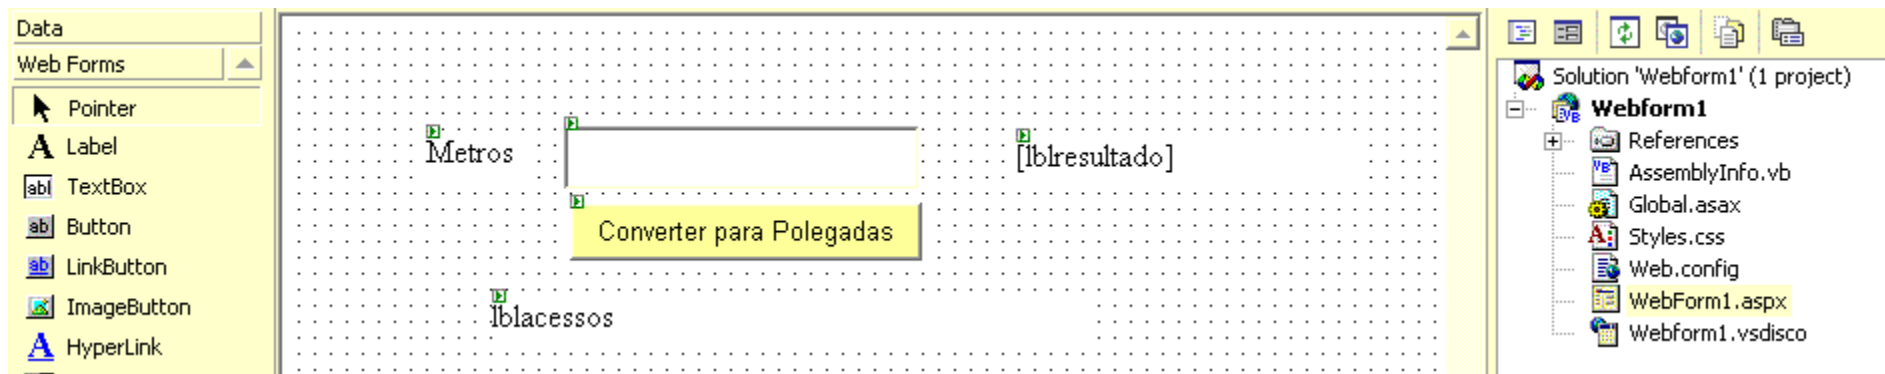 Data
Web Forms
Pointer
Label
TextBox
Button
LinkButton
ImageButton
HyperLink
Metros
[lblresultado]
Converter para Polegadas
lblacessos
Solution 'Webform1' (1 project)
Webform1
References
AssemblyInfo.vb
Global.asax
Styles.css
Web.config
WebForm1.aspx
Webform1.vsdisco